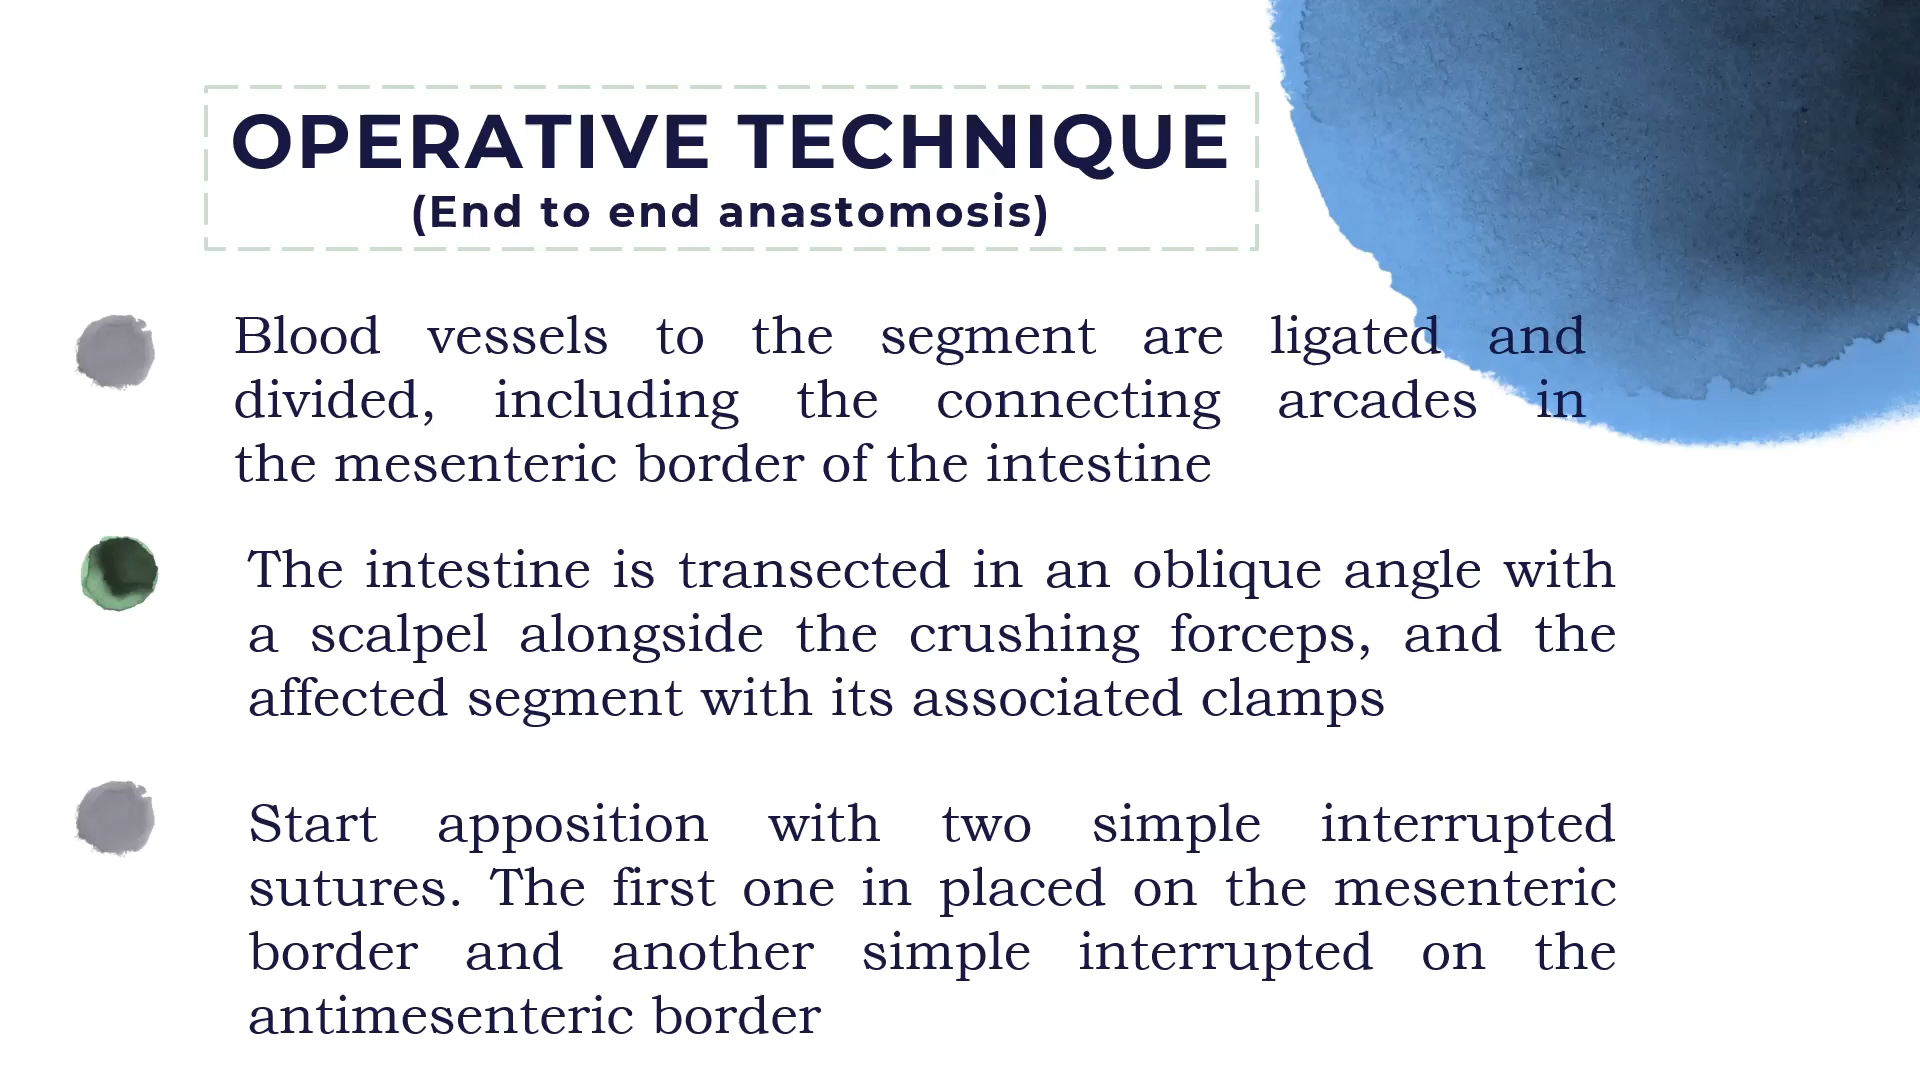 OPERATIVE TECHNIQUE
(End to end anastomosis)
Blood vessels to the segment are ligated and
divided, including the connecting arcades in
the mesenteric border of the intestine
The intestine is transected in an oblique angle with
a scalpel alongside the crushing forceps, and the
affected segment with its associated clamps
Start apposition with two simple interrupted
sutures. The first one in placed on the mesenteric
border and another simple interrupted on the
antimesenteric border